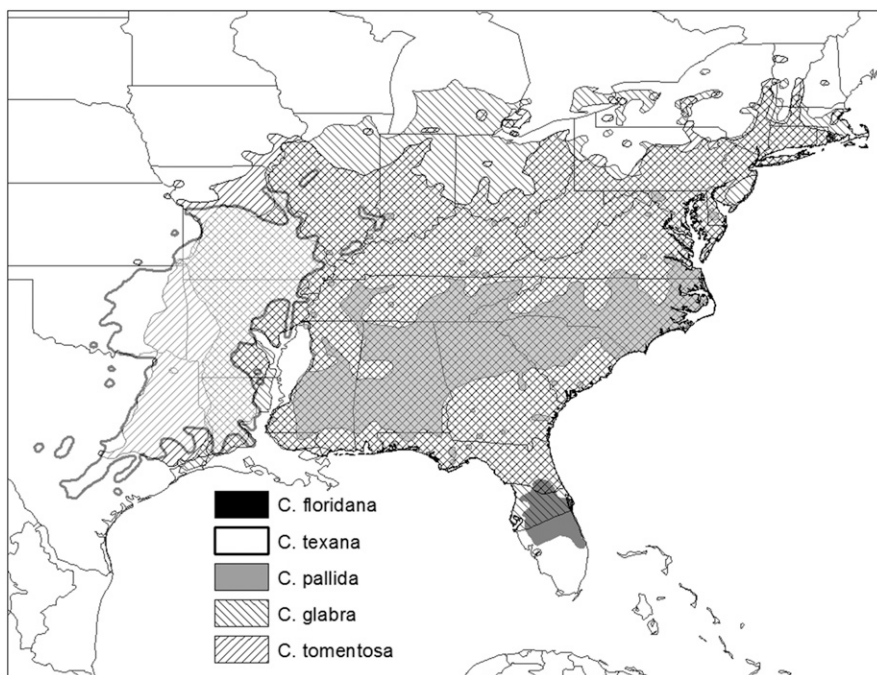 C. floridana
C. texana
C. pallida
C. glabra
C. tomentosa